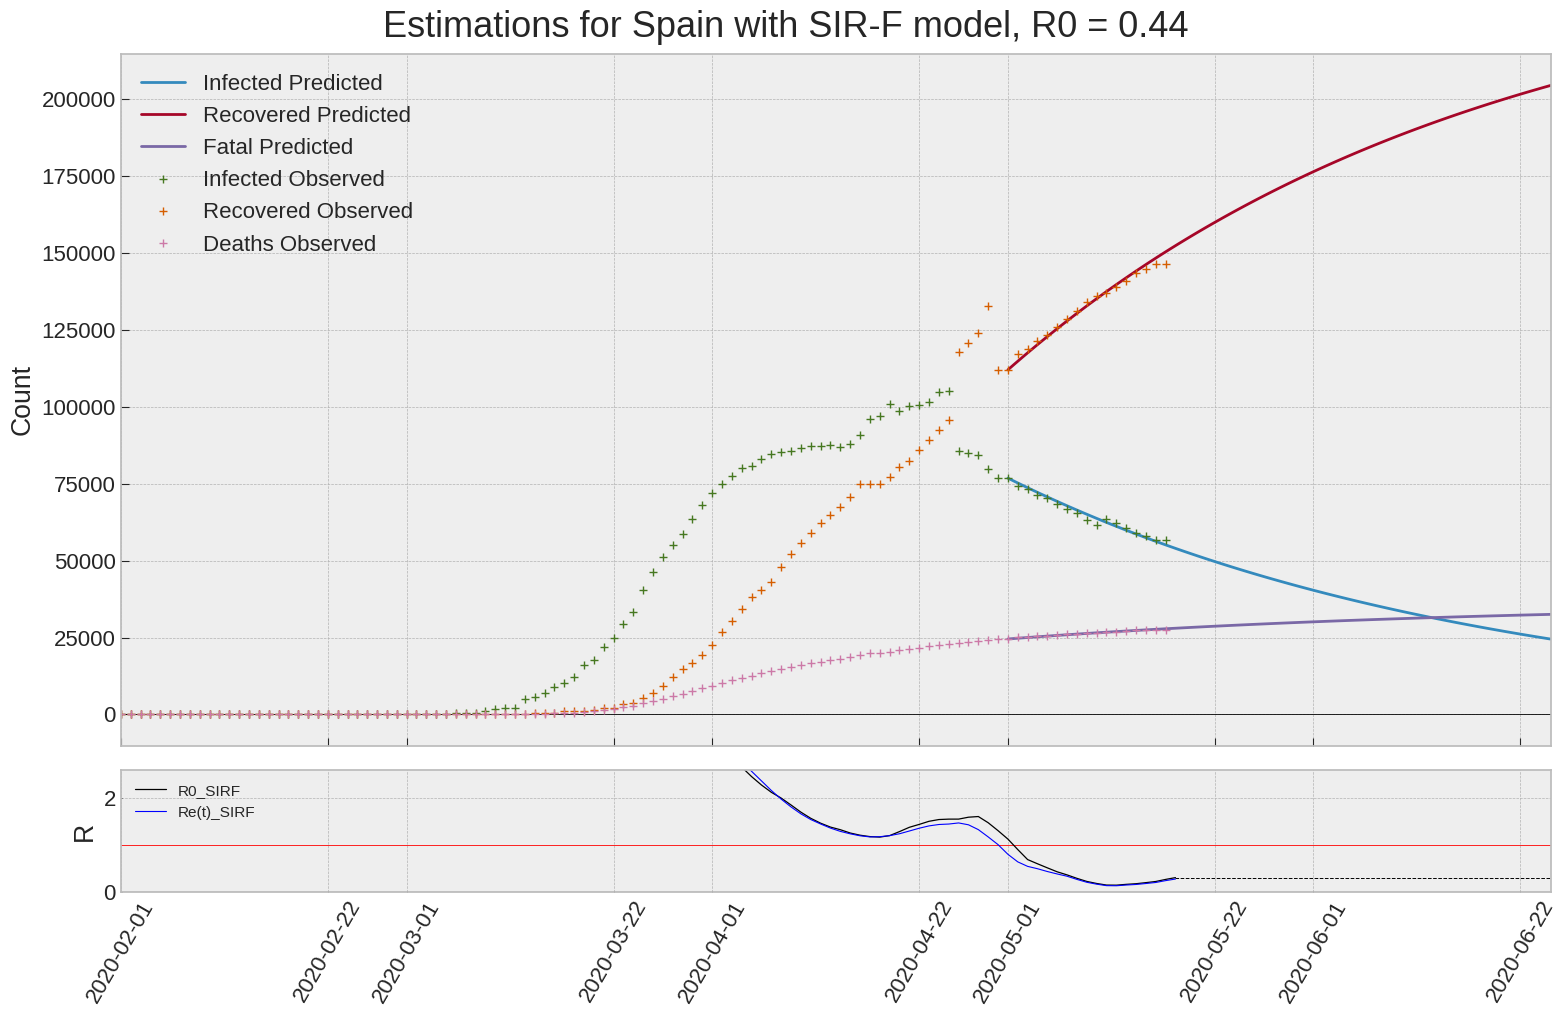 Estimations for Spain with SIR-F model, R0 = 0.44
Infected Predicted
Recovered Predicted
Fatal Predicted
Infected Observed
Recovered Observed
Deaths Observed
Count
200000
175000
150000
125000
100000
75000
50000
25000
0
R0_SIRF
Re(t)_SIRF
R
2
0
2020-02-01
2020-02-22
2020-03-01
2020-03-22
2020-04-01
2020-04-22
2020-05-01
2020-05-22
2020-06-01
2020-06-22